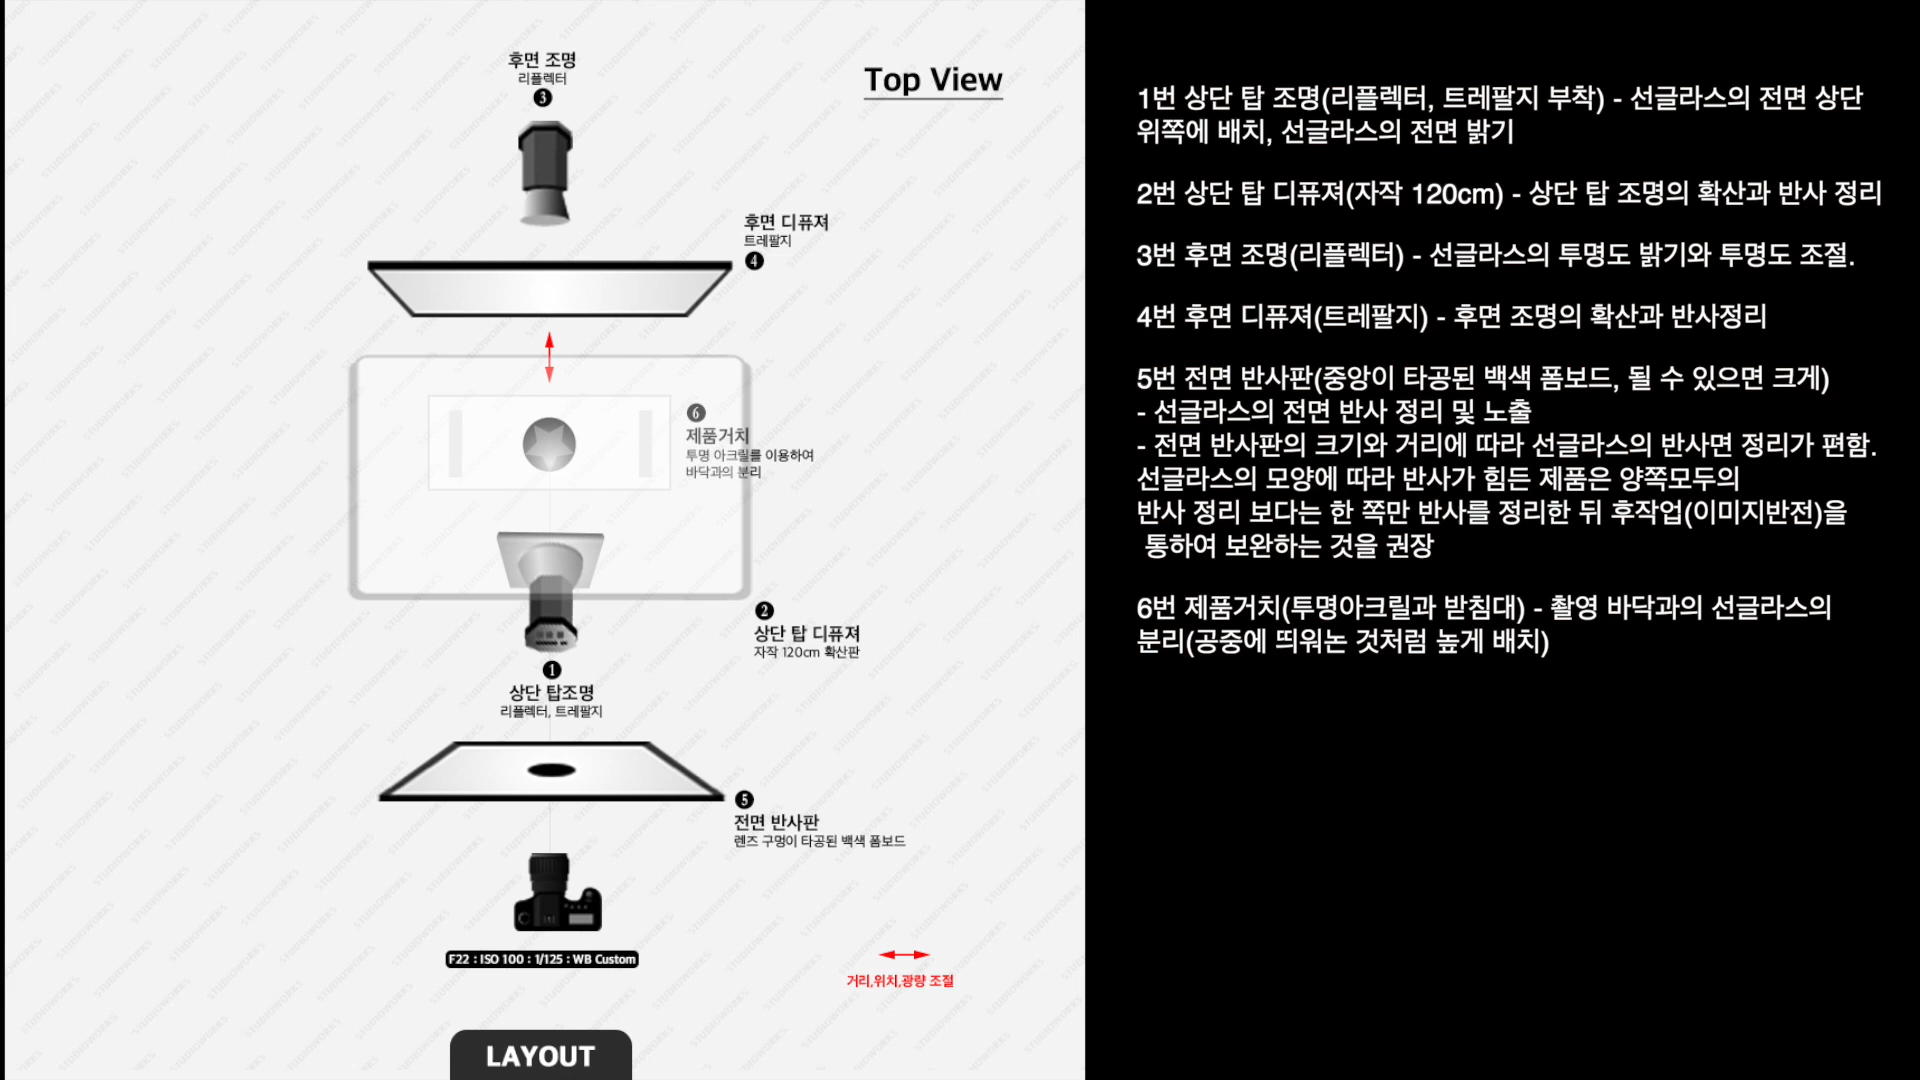 후면 조명
리플렉터
3
Top View
후면 디퓨져
트레팔지
4
6
제품거치
투명 아크릴를 이용하여
바닥과의 분리
2
상단 탑 디퓨져
자작 120cm 확산판
1
상단 탑조명
리플렉터, 트레팔지
5
전면 반사판
렌즈 구멍이 타공된 백색 폼보드
F22 : ISO 100 : 1/125 : WB Custom
거리,위치,광량 조절
LAYOUT
1번 상단 탑 조명(리플렉터, 트레팔지 부착) - 선글라스의 전면 상단
위쪽에 배치, 선글라스의 전면 밝기
2번 상단 탑 디퓨져(자작 120cm) - 상단 탑 조명의 확산과 반사 정리
3번 후면 조명(리플렉터) - 선글라스의 투명도 밝기와 투명도 조절.
4번 후면 디퓨져(트레팔지) - 후면 조명의 확산과 반사정리
5번 전면 반사판(중앙이 타공된 백색 폼보드, 될 수 있으면 크게)
- 선글라스의 전면 반사 정리 및 노출
- 전면 반사판의 크기와 거리에 따라 선글라스의 반사면 정리가 편함.
선글라스의 모양에 따라 반사가 힘든 제품은 양쪽모두의
반사 정리 보다는 한 쪽만 반사를 정리한 뒤 후작업(이미지반전)을
통하여 보완하는 것을 권장
6번 제품거치(투명아크릴과 받침대) - 촬영 바닥과의 선글라스의
분리(공중에 띄워논 것처럼 높게 배치)
STUDIOWORKS